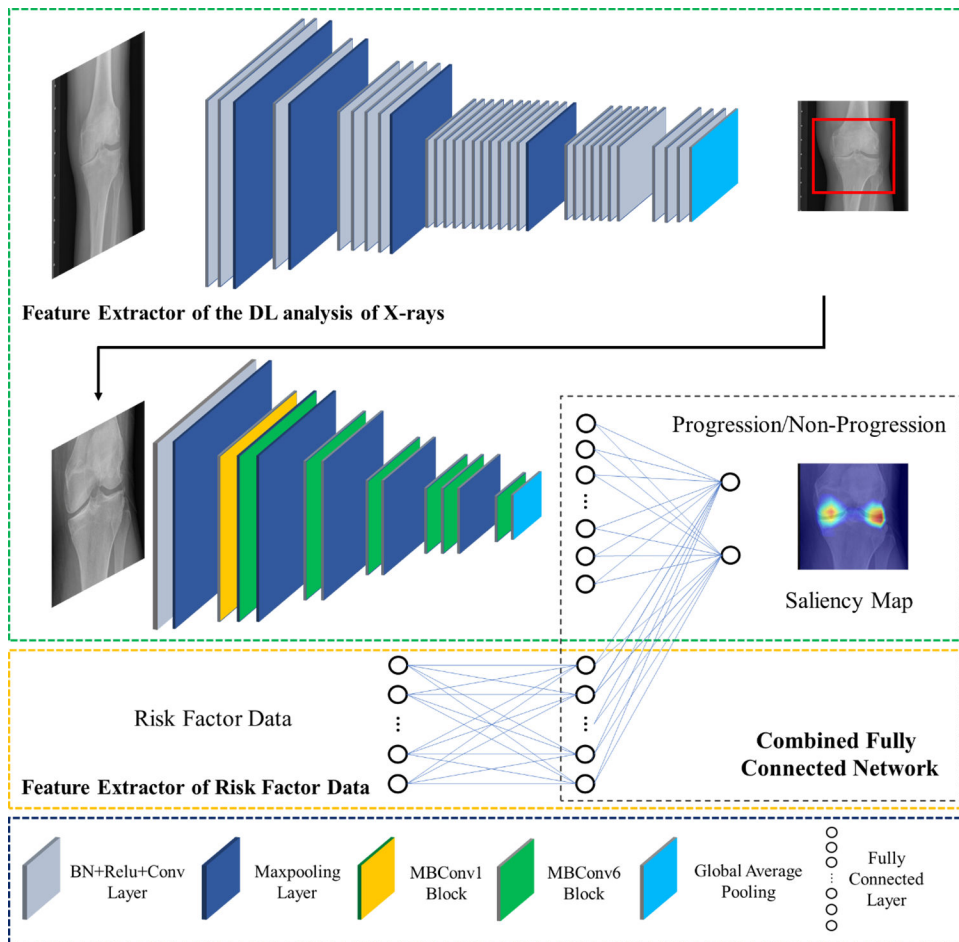 Feature Extractor of the DL analysis of X-rays
Progression/Non-Progression
Saliency Map
Risk Factor Data
Feature Extractor of Risk Factor Data
Combined Fully
Connected Network
BN+Relu+Conv
Layer
Maxpooling
Layer
MBConv1
Block
MBConv6
Block
Global Average
Pooling
Fully
Connected
Layer